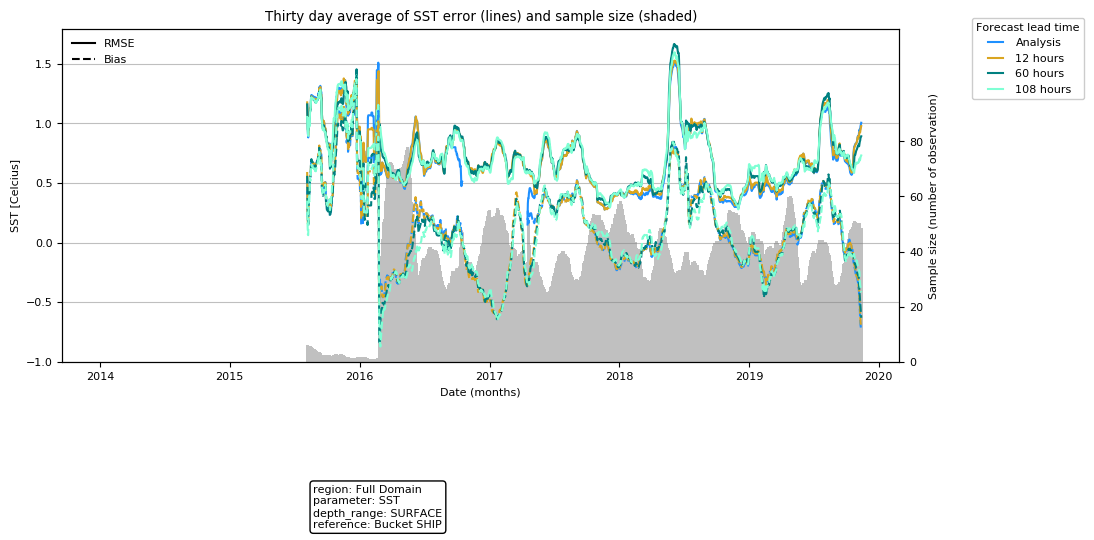 Thirty day average of SST error (lines) and sample size (shaded)
Forecast lead time
Analysis
12 hours
60 hours
108 hours
RMSE
Bias
1.5
1.0
0.5
0.0
−0.5
−1.0
SST [Celcius]
80
60
40
20
0
Sample size (number of observation)
2014
2015
2016
2017
2018
2019
2020
Date (months)
region: Full Domain
parameter: SST
depth_range: SURFACE
reference: Bucket SHIP